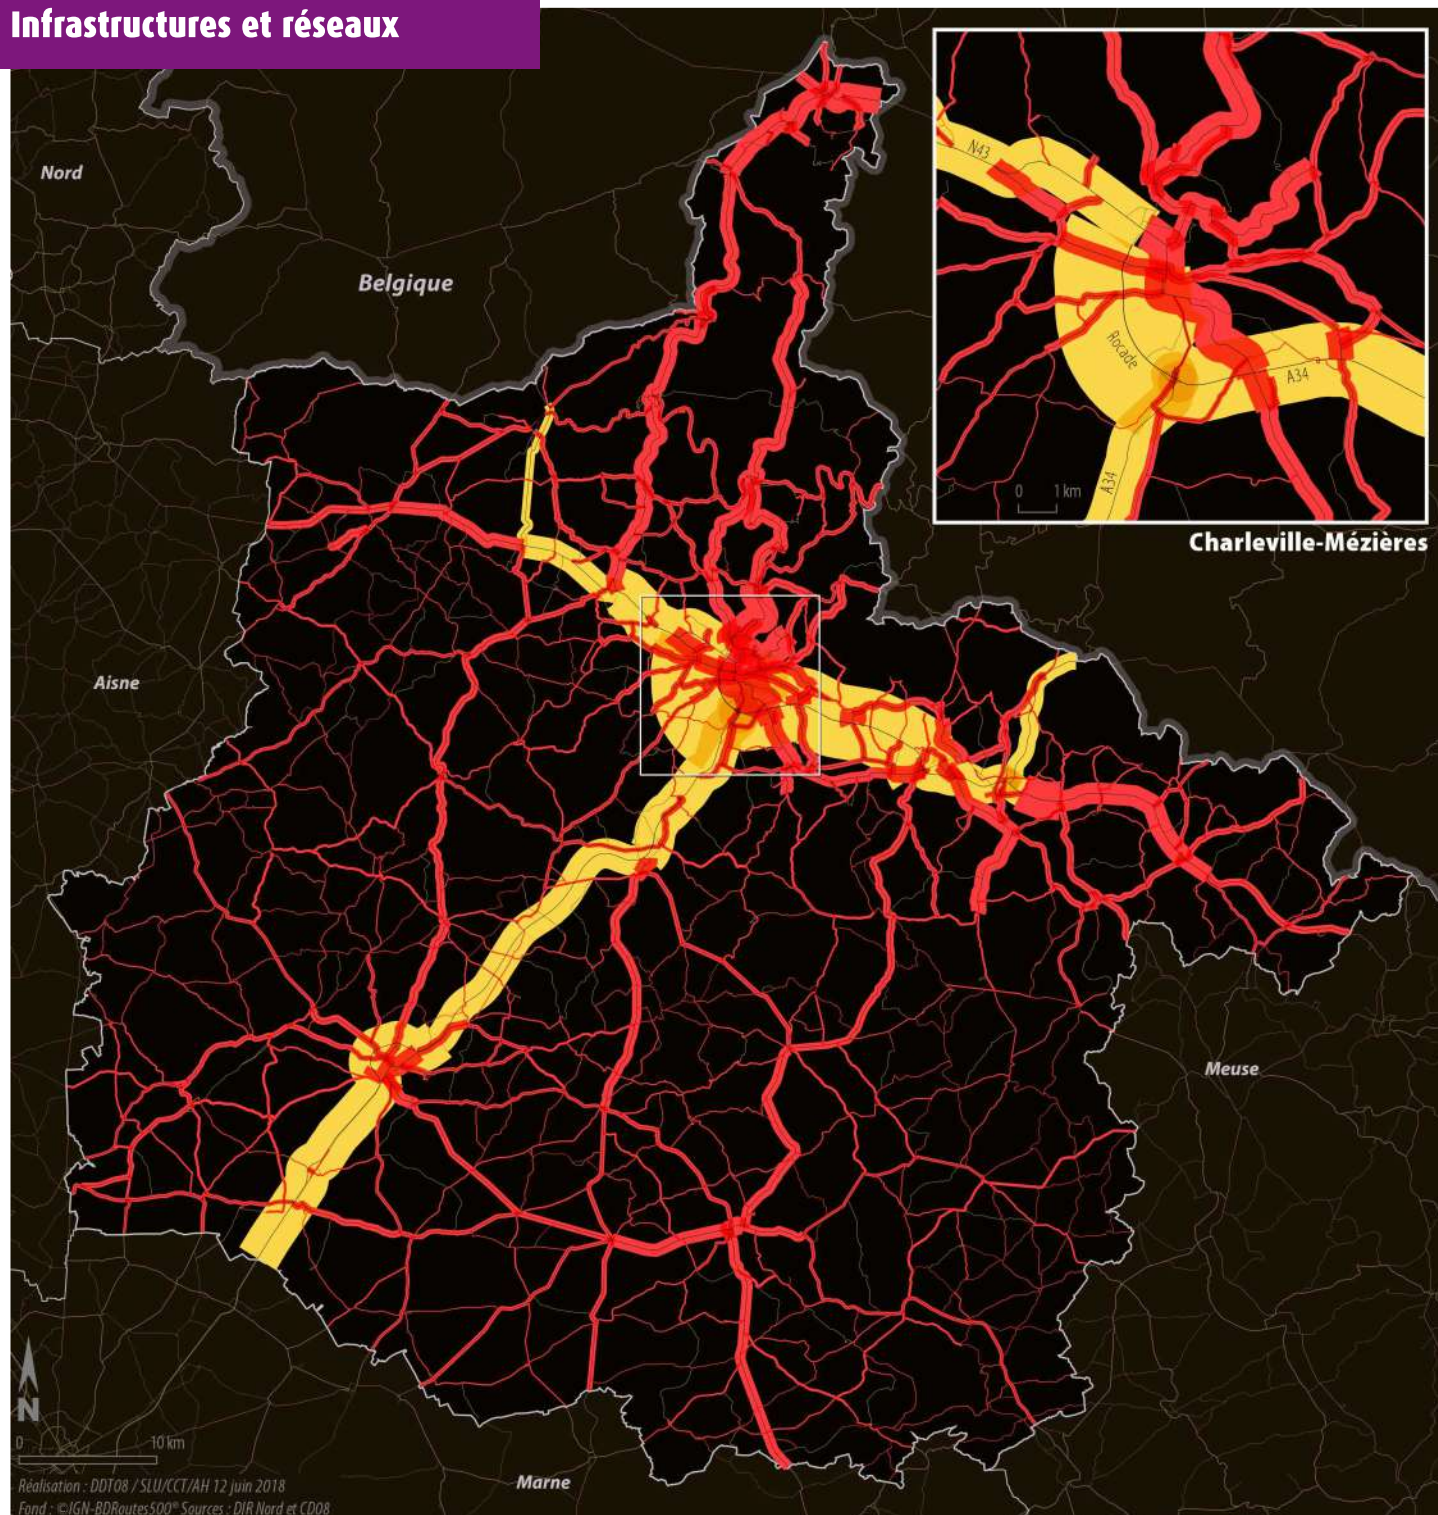 Infrastructures et réseaux
Nord
Belgique
N43
Rocade
A34
A34
0 1 km
Charleville-Mézières
Aisne
Meuse
N
0 10 km
Marne
Réalisation : DDT08 / SLU/CCT/AH 12 juin 2018
Fond : ©IGN-BDRoutes500® Sources : DIR Nord et CD08